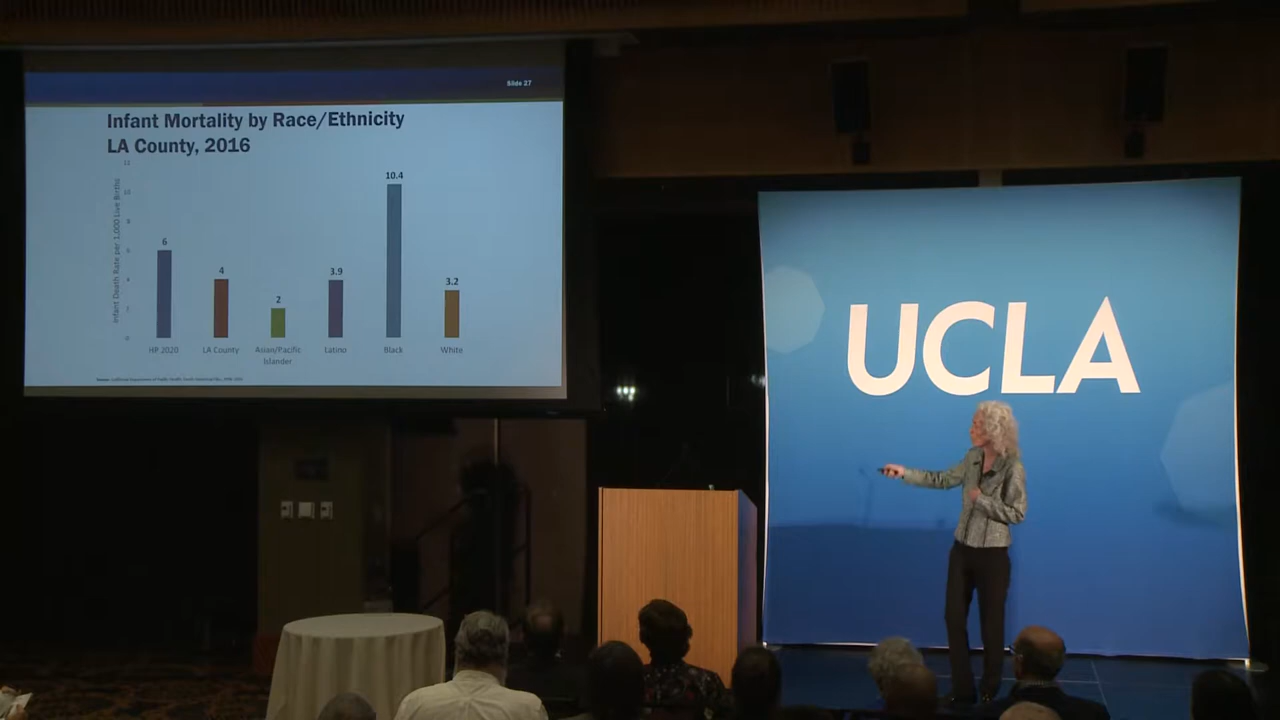 Slide 27
Infant Mortality by Race/Ethnicity
LA County, 2016
Infant Death Rate per 1,000 Live Births
12
10
8
6
4
2
0
6
4
2
3.9
10.4
3.2
HP 2020
LA County
Asian/Pacific
Islander
Latino
Black
White
UCLA